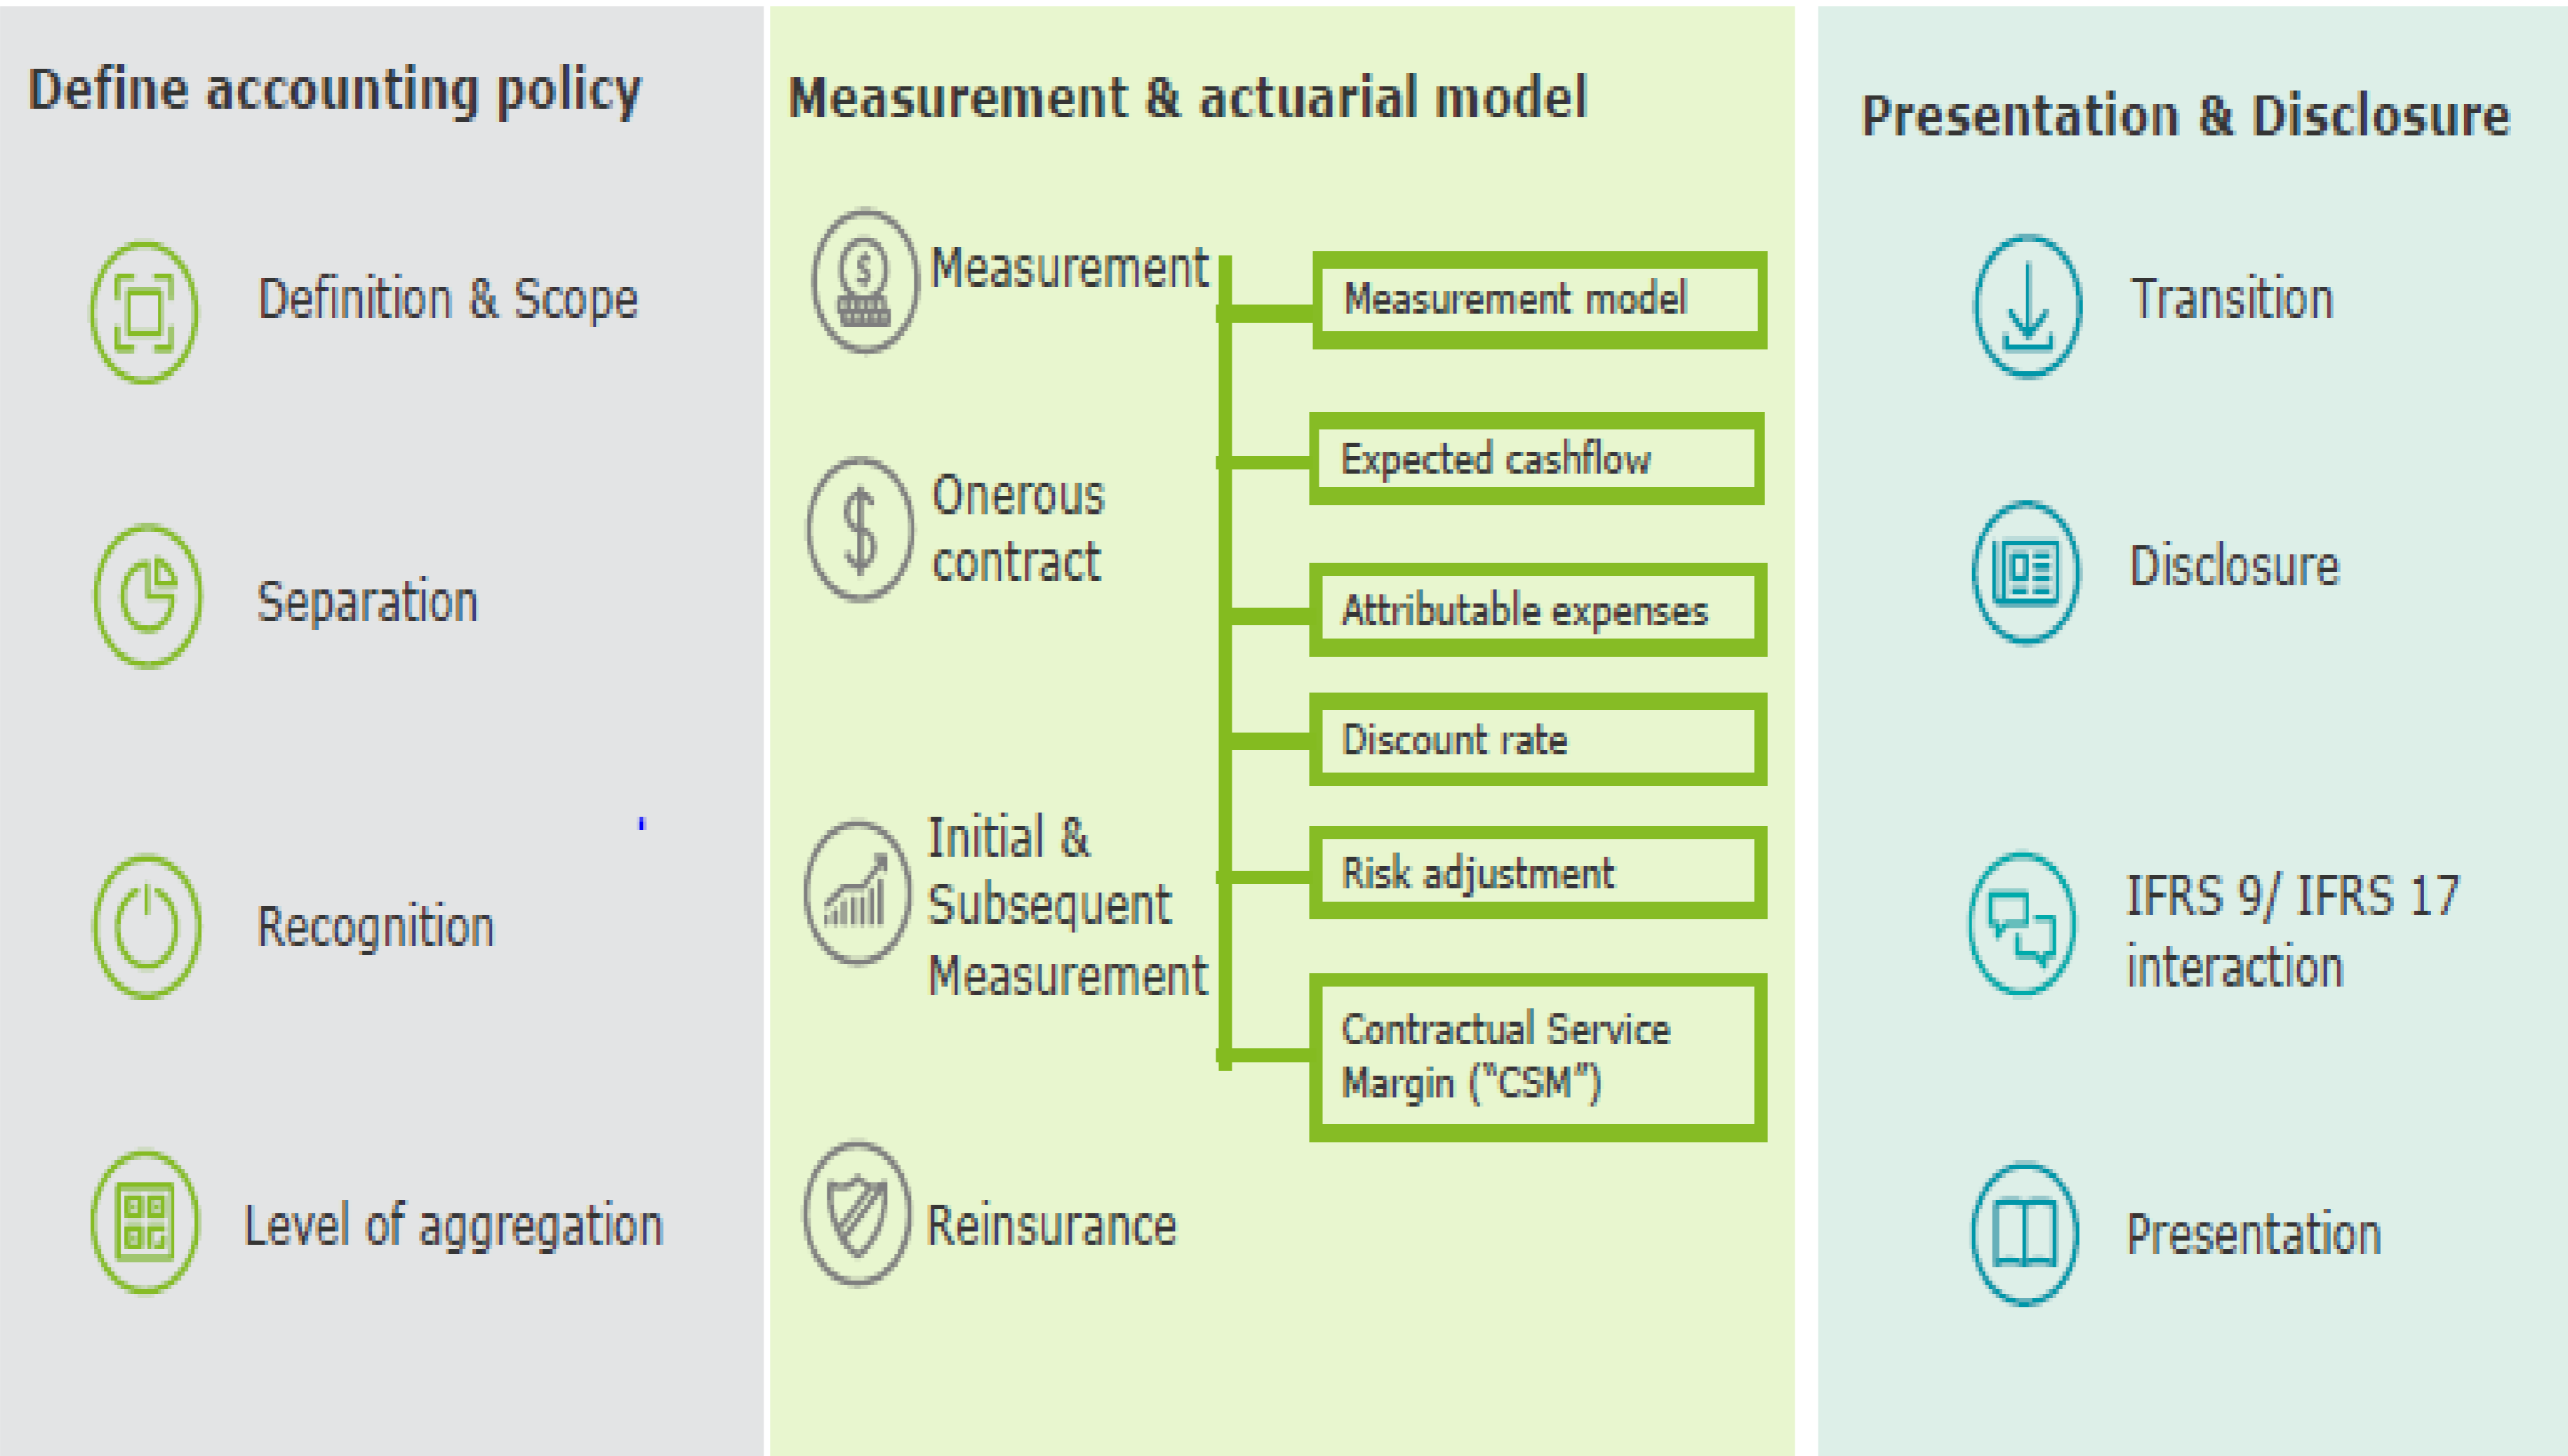 Define accounting policy
Definition & Scope
Separation
Recognition
Level of aggregation
Measurement & actuarial model
Measurement
Onerous
contract
Initial &
Subsequent
Measurement
Reinsurance
Measurement model
Expected cashflow
Attributable expenses
Discount rate
Risk adjustment
Contractual Service
Margin (“CSM”)
Presentation & Disclosure
Transition
Disclosure
IFRS 9/ IFRS 17
interaction
Presentation